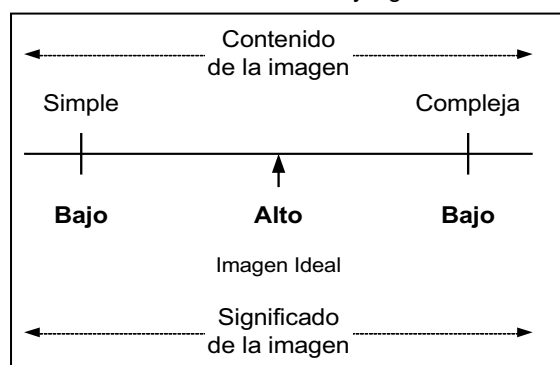 Contenido
de la imagen
Simple Compleja
Bajo Alto Bajo
Imagen Ideal
Significado
de la imagen